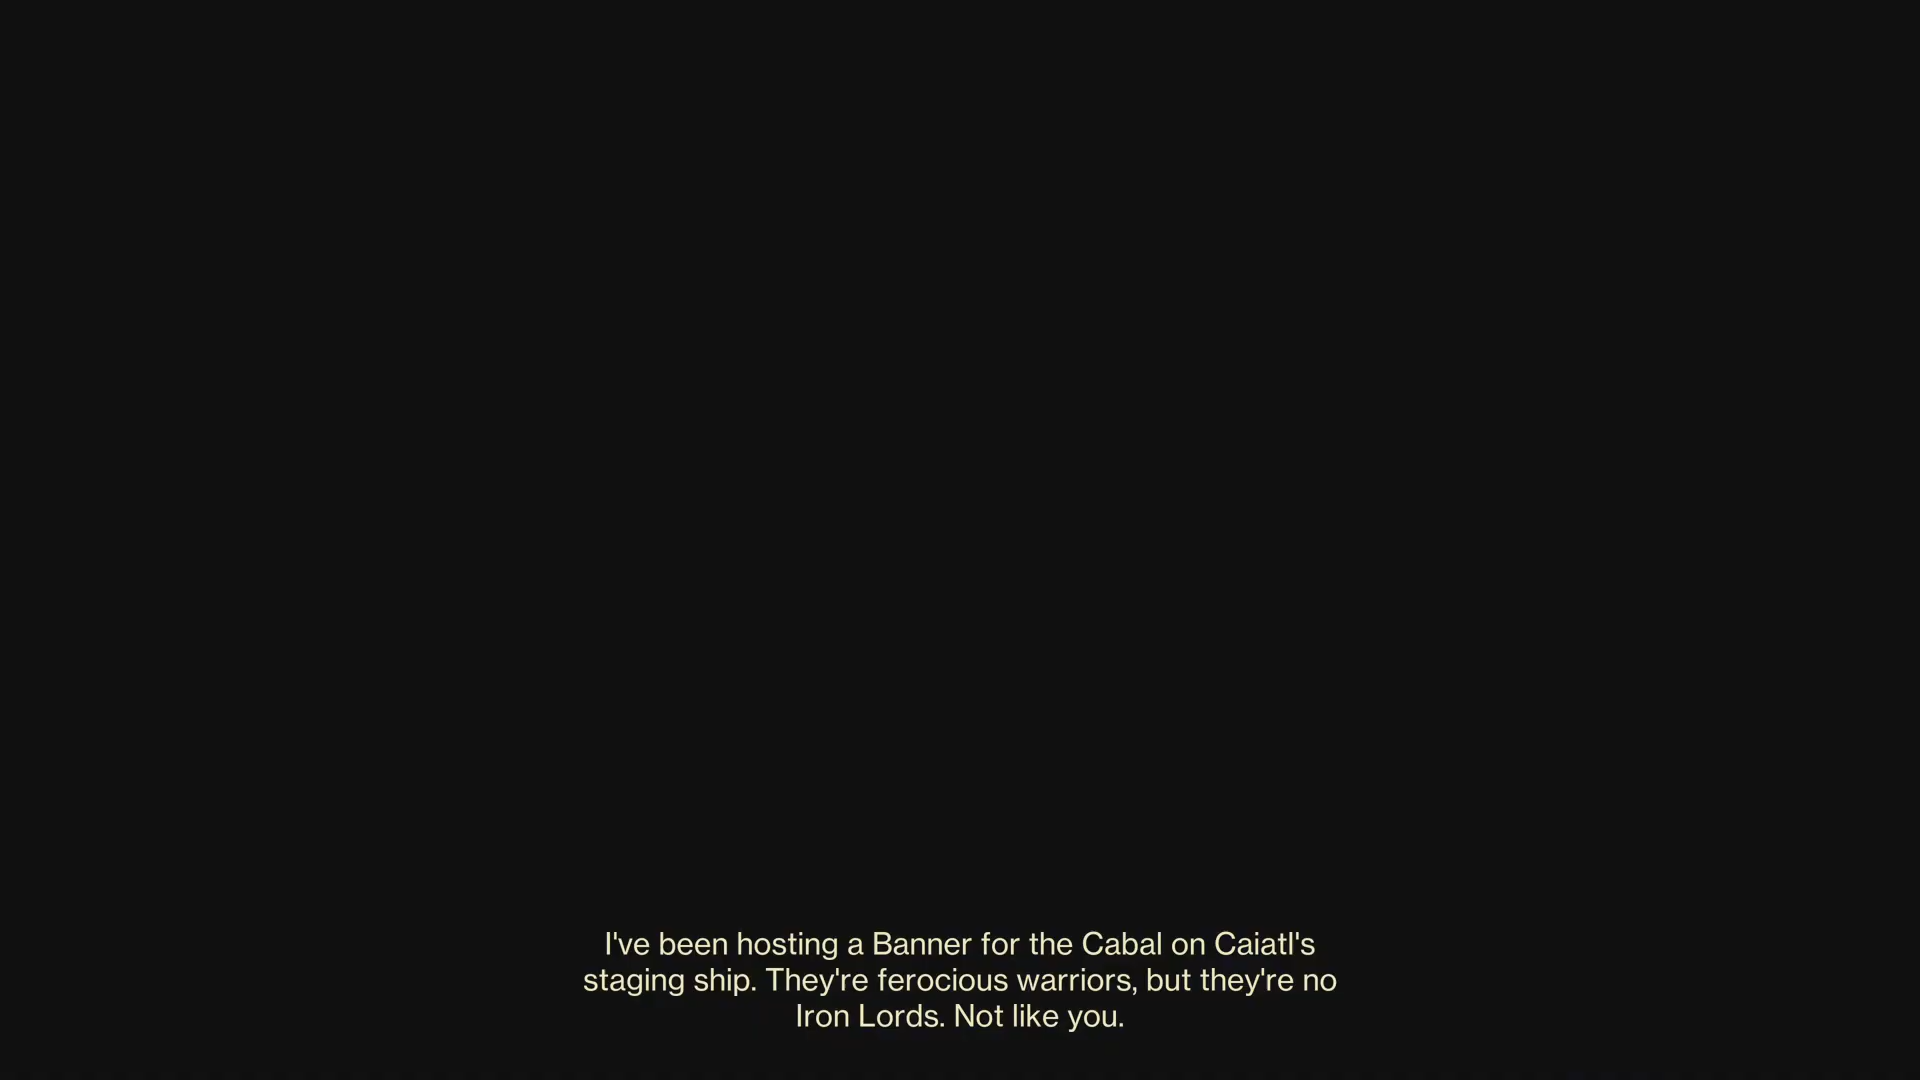 I've been hosting a Banner for the Cabal on Caiatl's
staging ship. They're ferocious warriors, but they're no
Iron Lords. Not like you.